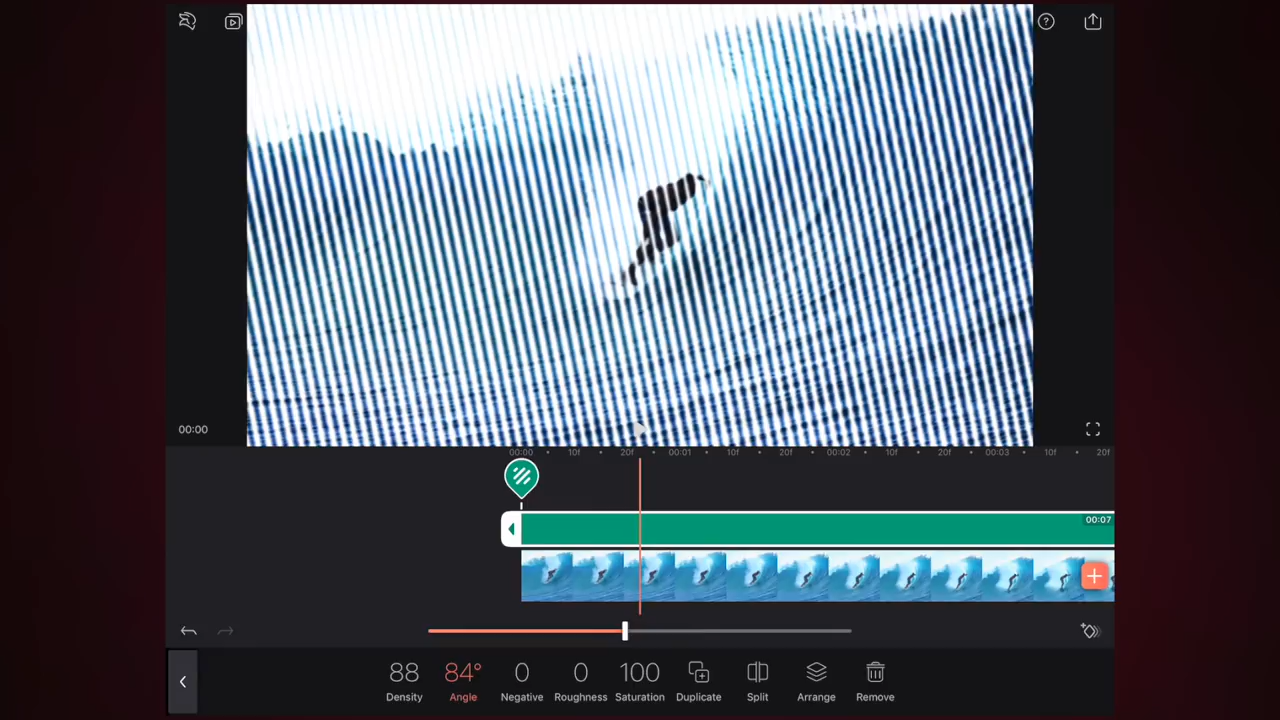 ?
00:00
00:00 10f 20f 00:01 10f 20f 00:02 10f 20f 00:03 10f 20f
00:07
88 84° 0 0 100
Density Angle Negative Roughness Saturation Duplicate Split Arrange Remove